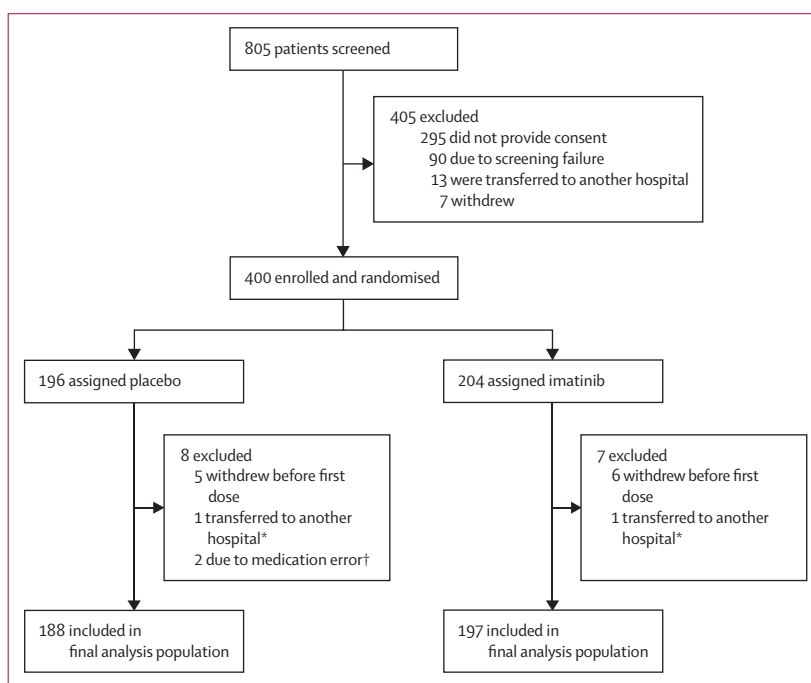 805 patients screened
405 excluded
295 did not provide consent
90 due to screening failure
13 were transferred to another hospital
7 withdrew
400 enrolled and randomised
196 assigned placebo
204 assigned imatinib
8 excluded
5 withdrew before first
dose
1 transferred to another
hospital*
2 due to medication error†
7 excluded
6 withdrew before first
dose
1 transferred to another
hospital*
188 included in
final analysis population
197 included in
final analysis population